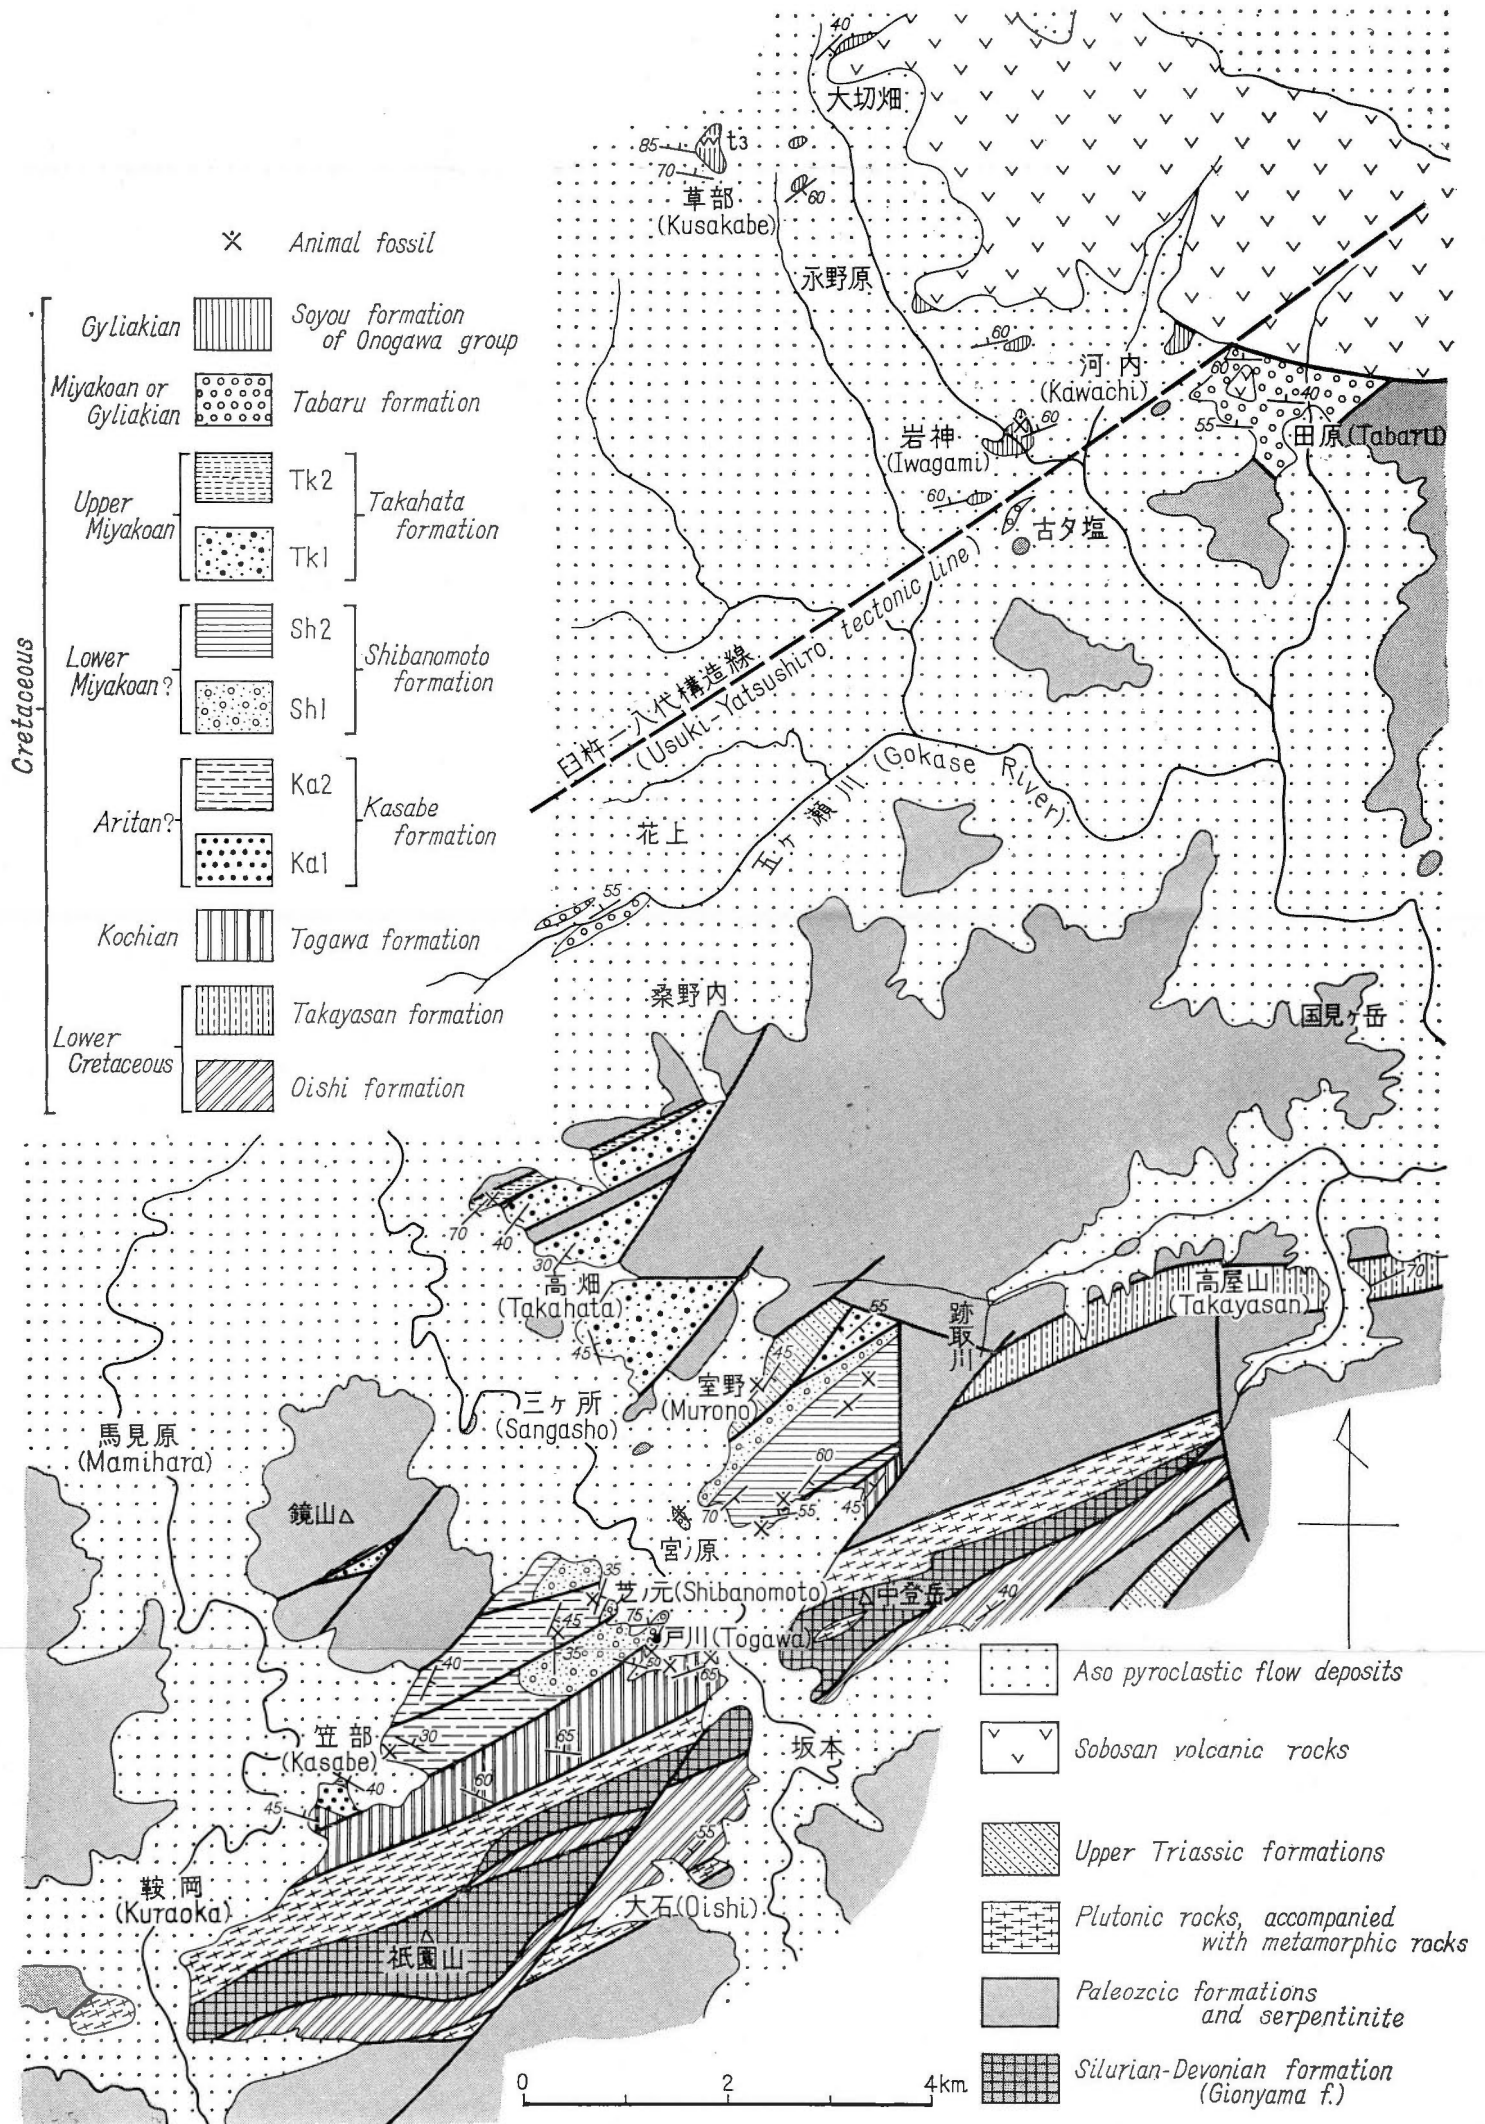 40
大切畑
85
t3
70
草部
(Kusakabe)
60
永野原
Animal fossil
Cretaceous
Gyliakian
Soyou formation
of Onogawa group
Miyakoan or
Gyliakian
Tabaru formation
Upper
Miyakoan
Tk2
Tk1
Takahata
formation
Lower
Miyakoan?
Sh2
Sh1
Shibanomoto
formation
Aritan?
Ka2
Ka1
Kasabe
formation
Kochian
Togawa formation
Takayasan formation
Lower
Cretaceous
Oishi formation
60
河内
(Kawachi)
60
40
55
田原(Tabaru)
岩神
(Iwagami)
60
60
古夕塩
臼杵一八代構造線
(Usuki-Yatsushiro tectonic line)
五ヶ瀬川 (Gokase River)
花上
55
桑野内
国見ヶ岳
70
40
30
高畑
(Takahata)
45
高屋山
(Takayasan)
70
跡取川
55
45
室野
(Murono)
三ヶ所
(Sangasho)
馬見原
(Mamihara)
60
70
55
45
鏡山
宮ノ原
35
芝ノ元(Shibanomoto)
75
45
戸川(Togawa)
35
50
65
40
中登岳
40
笠部
(Kasabe)
30
40
45
65
60
坂本
鞍岡
(Kuraoka)
55
大石(Oishi)
祇園山
Aso pyroclastic flow deposits
Sobosan volcanic rocks
Upper Triassic formations
Plutonic rocks, accompanied
with metamorphic rocks
Paleozcic formations
and serpentinite
Silurian-Devonian formation
(Gionyama f.)
0 2 4km